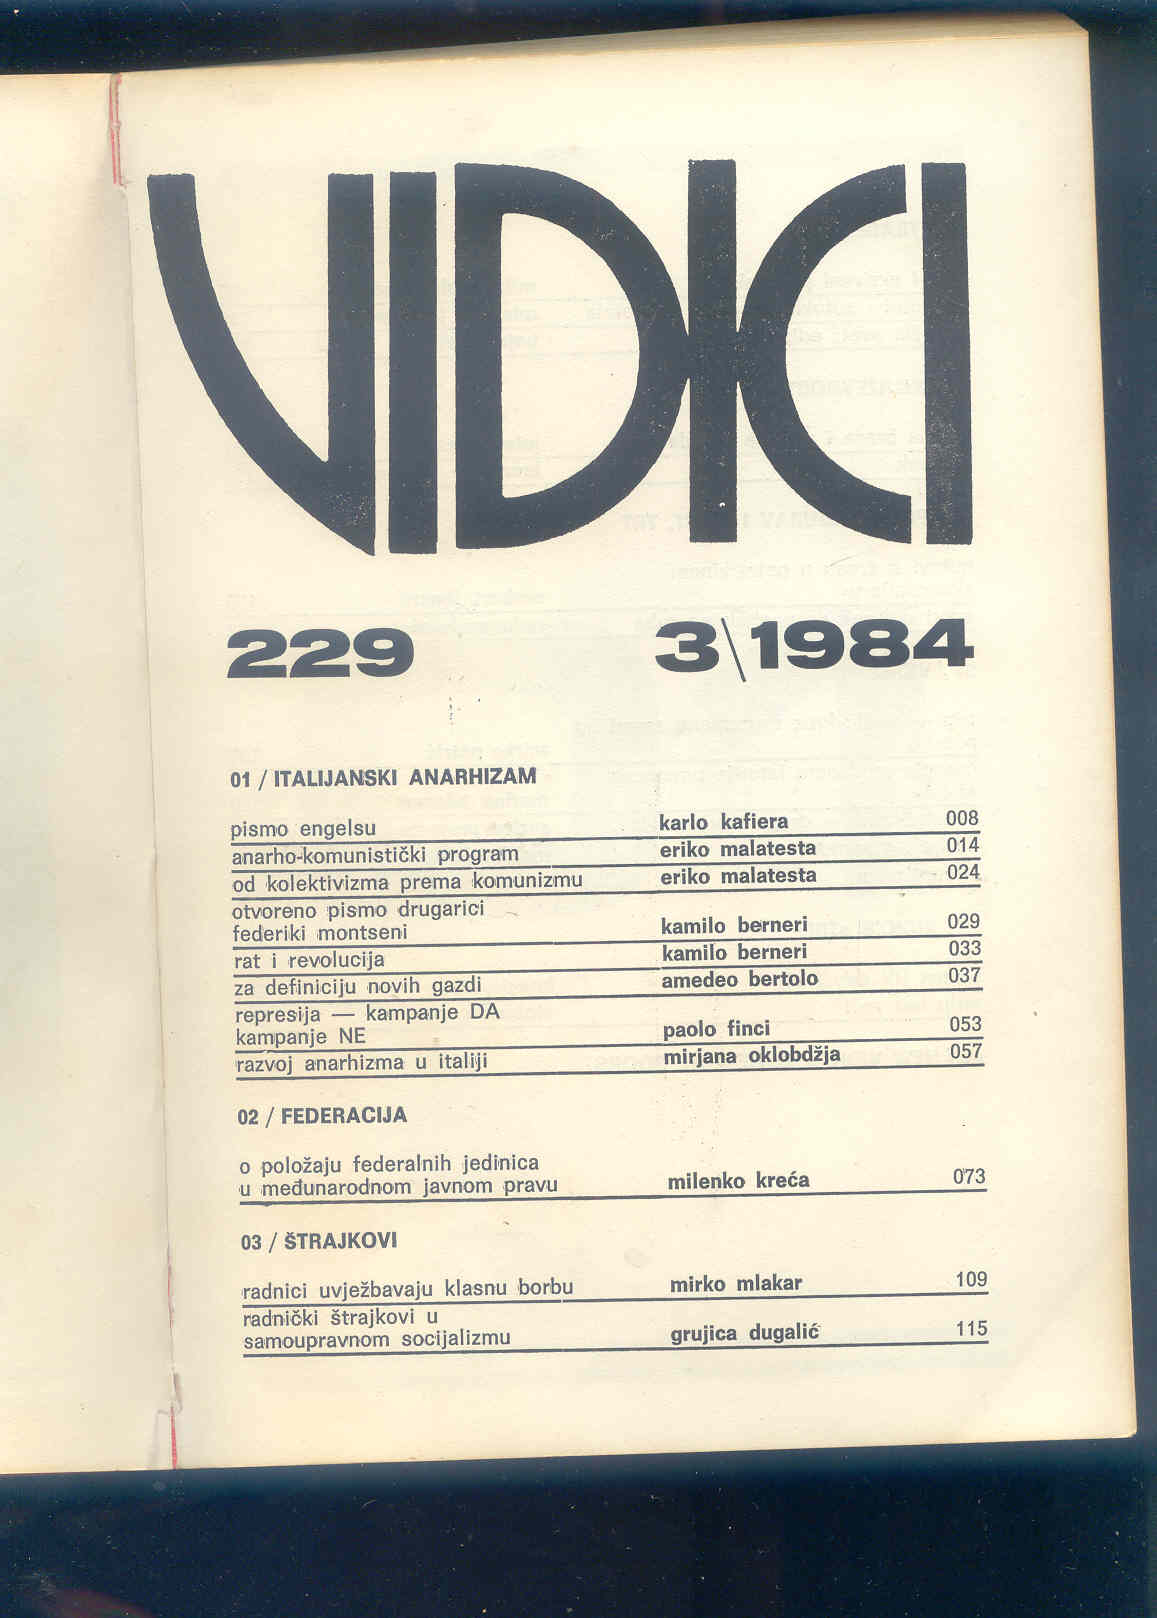 VIDICI
229 3\1984
01 / ITALIJANSKI ANARHIZAM
pismo engelsu karlo kafiera 008
anarho-komunistički program eriko malatesta 014
od kolektivizma prema komunizmu eriko malatesta 024
otvoreno pismo drugarici
federiki montseni kamilo berneri 029
rat i revolucija kamilo berneri 033
za definiciju novih gazdi amedeo bertolo 037
represija — kampanje DA
kampanje NE paolo finci 053
razvoj anarhizma u italiji mirjana oklobdžja 057
02 / FEDERACIJA
o položaju federalnih jedinica
u međunarodnom javnom pravu milenko kreća 073
03 / ŠTRAJKOVI
radnici uvježbavaju klasnu borbu mirko mlakar 109
radnički štrajkovi u
samoupravnom socijalizmu grujica dugalić 115